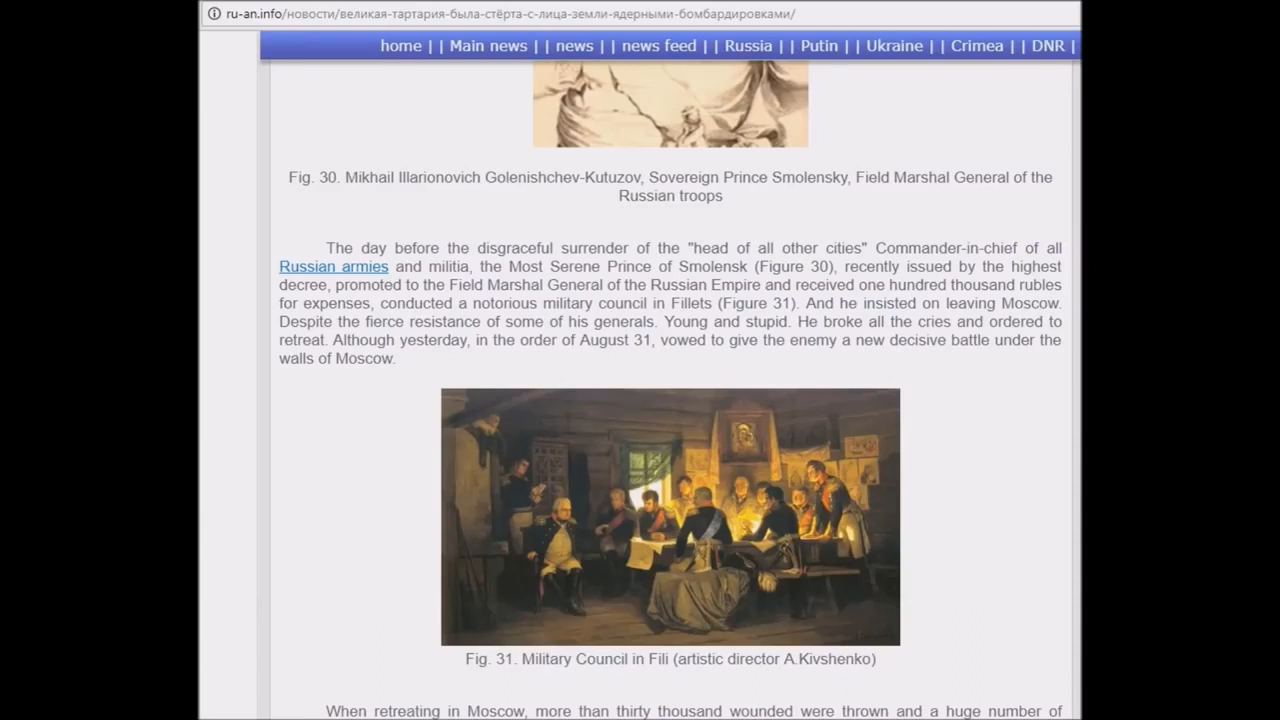 ru-an.info/новости/великая-тартария-была-стёрта-с-лица-земли-ядерными-бомбардировками/
home | | Main news | | news | | news feed | | Russia | | Putin | | Ukraine | | Crimea | | DNR |
Fig. 30. Mikhail Illarionovich Golenishchev-Kutuzov, Sovereign Prince Smolensky, Field Marshal General of the
Russian troops
The day before the disgraceful surrender of the "head of all other cities" Commander-in-chief of all
Russian armies and militia, the Most Serene Prince of Smolensk (Figure 30), recently issued by the highest
decree, promoted to the Field Marshal General of the Russian Empire and received one hundred thousand rubles
for expenses, conducted a notorious military council in Fillets (Figure 31). And he insisted on leaving Moscow.
Despite the fierce resistance of some of his generals. Young and stupid. He broke all the cries and ordered to
retreat. Although yesterday, in the order of August 31, vowed to give the enemy a new decisive battle under the
walls of Moscow.
Fig. 31. Military Council in Fili (artistic director A.Kivshenko)
When retreating in Moscow, more than thirty thousand wounded were thrown and a huge number of